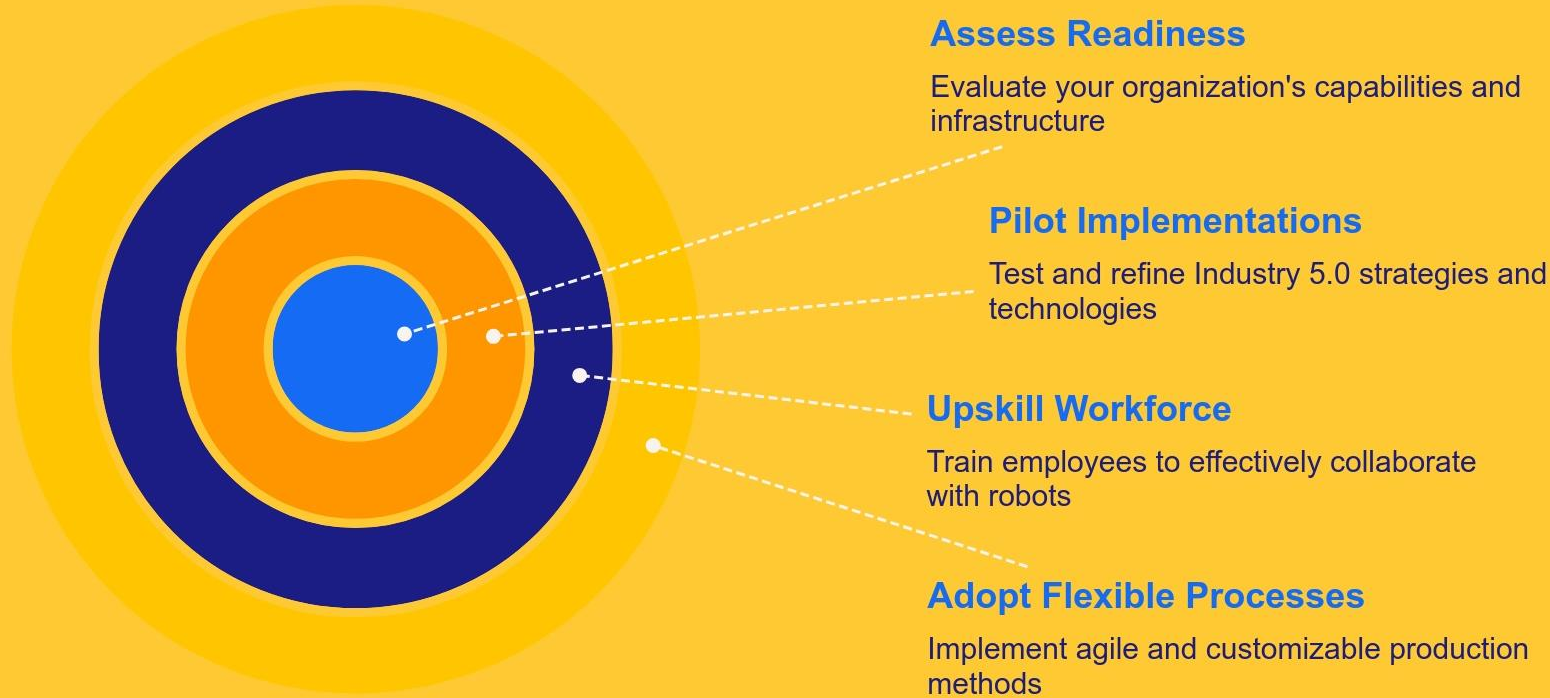 Assess Readiness
Evaluate your organization's capabilities and
infrastructure
Pilot Implementations
Test and refine Industry 5.0 strategies and
technologies
Upskill Workforce
Train employees to effectively collaborate
with robots
Adopt Flexible Processes
Implement agile and customizable production
methods